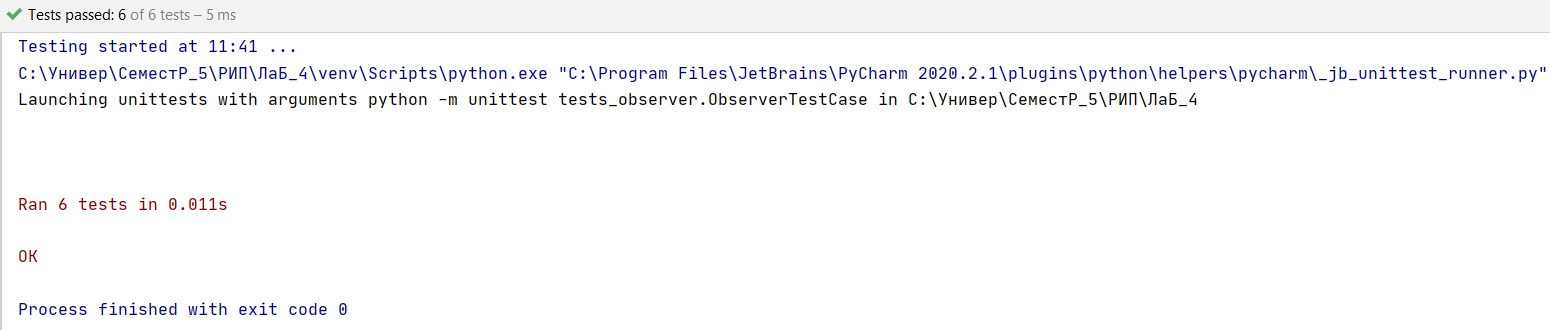 Tests passed: 6 of 6 tests – 5 ms
Testing started at 11:41 ...
C:\Универ\СеместР_5\РИП\ЛаБ_4\venv\Scripts\python.exe "C:\Program Files\JetBrains\PyCharm 2020.2.1\plugins\python\helpers\pycharm\_jb_unittest_runner.py"
Launching unittests with arguments python -m unittest tests_observer.ObserverTestCase in C:\Универ\СеместР_5\РИП\ЛаБ_4
Ran 6 tests in 0.011s
OK
Process finished with exit code 0